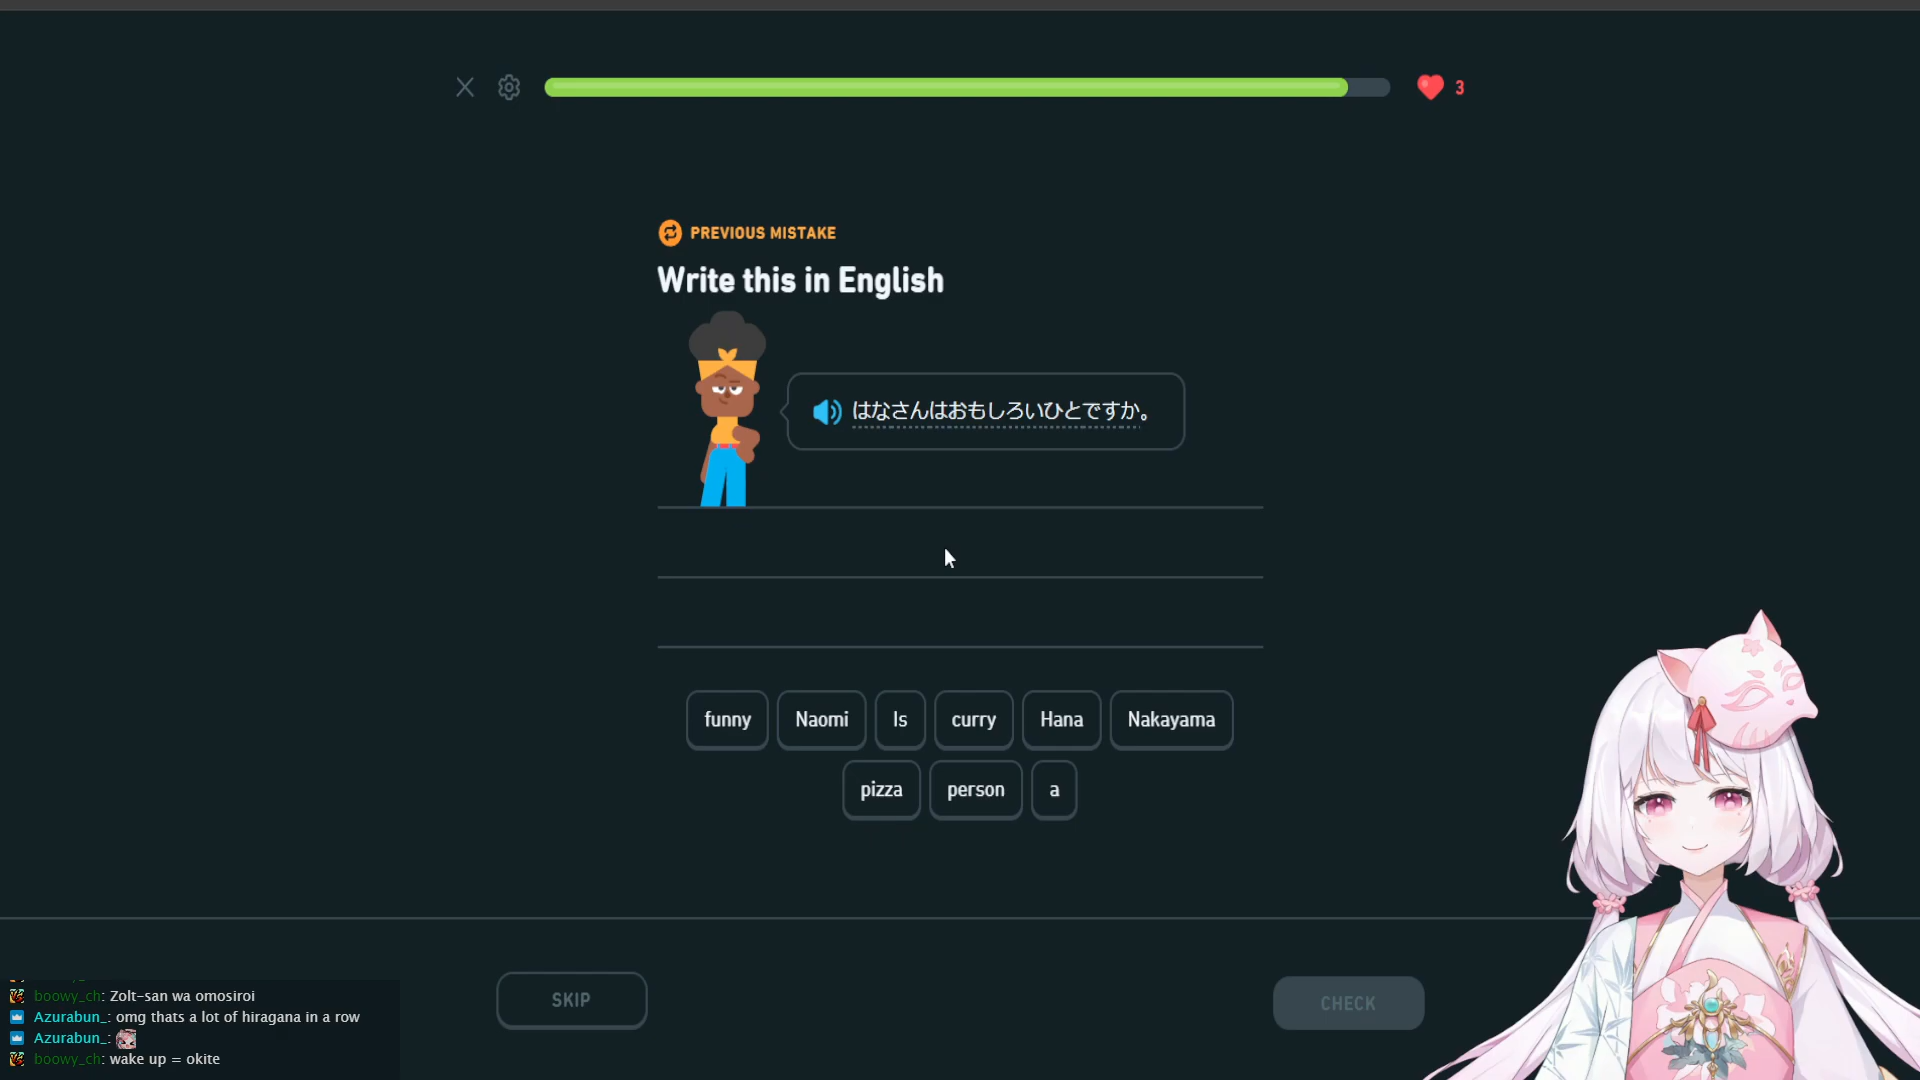 3
PREVIOUS MISTAKE
Write this in English
はなさんはおもしろいひとですか。
funny Naomi Is curry Hana Nakayama
pizza person a
SKIP CHECK
boowy_ch: Zolt-san wa omosiroi
Azurabun_: omg thats a lot of hiragana in a row
Azurabun_:
boowy_ch: wake up = okite